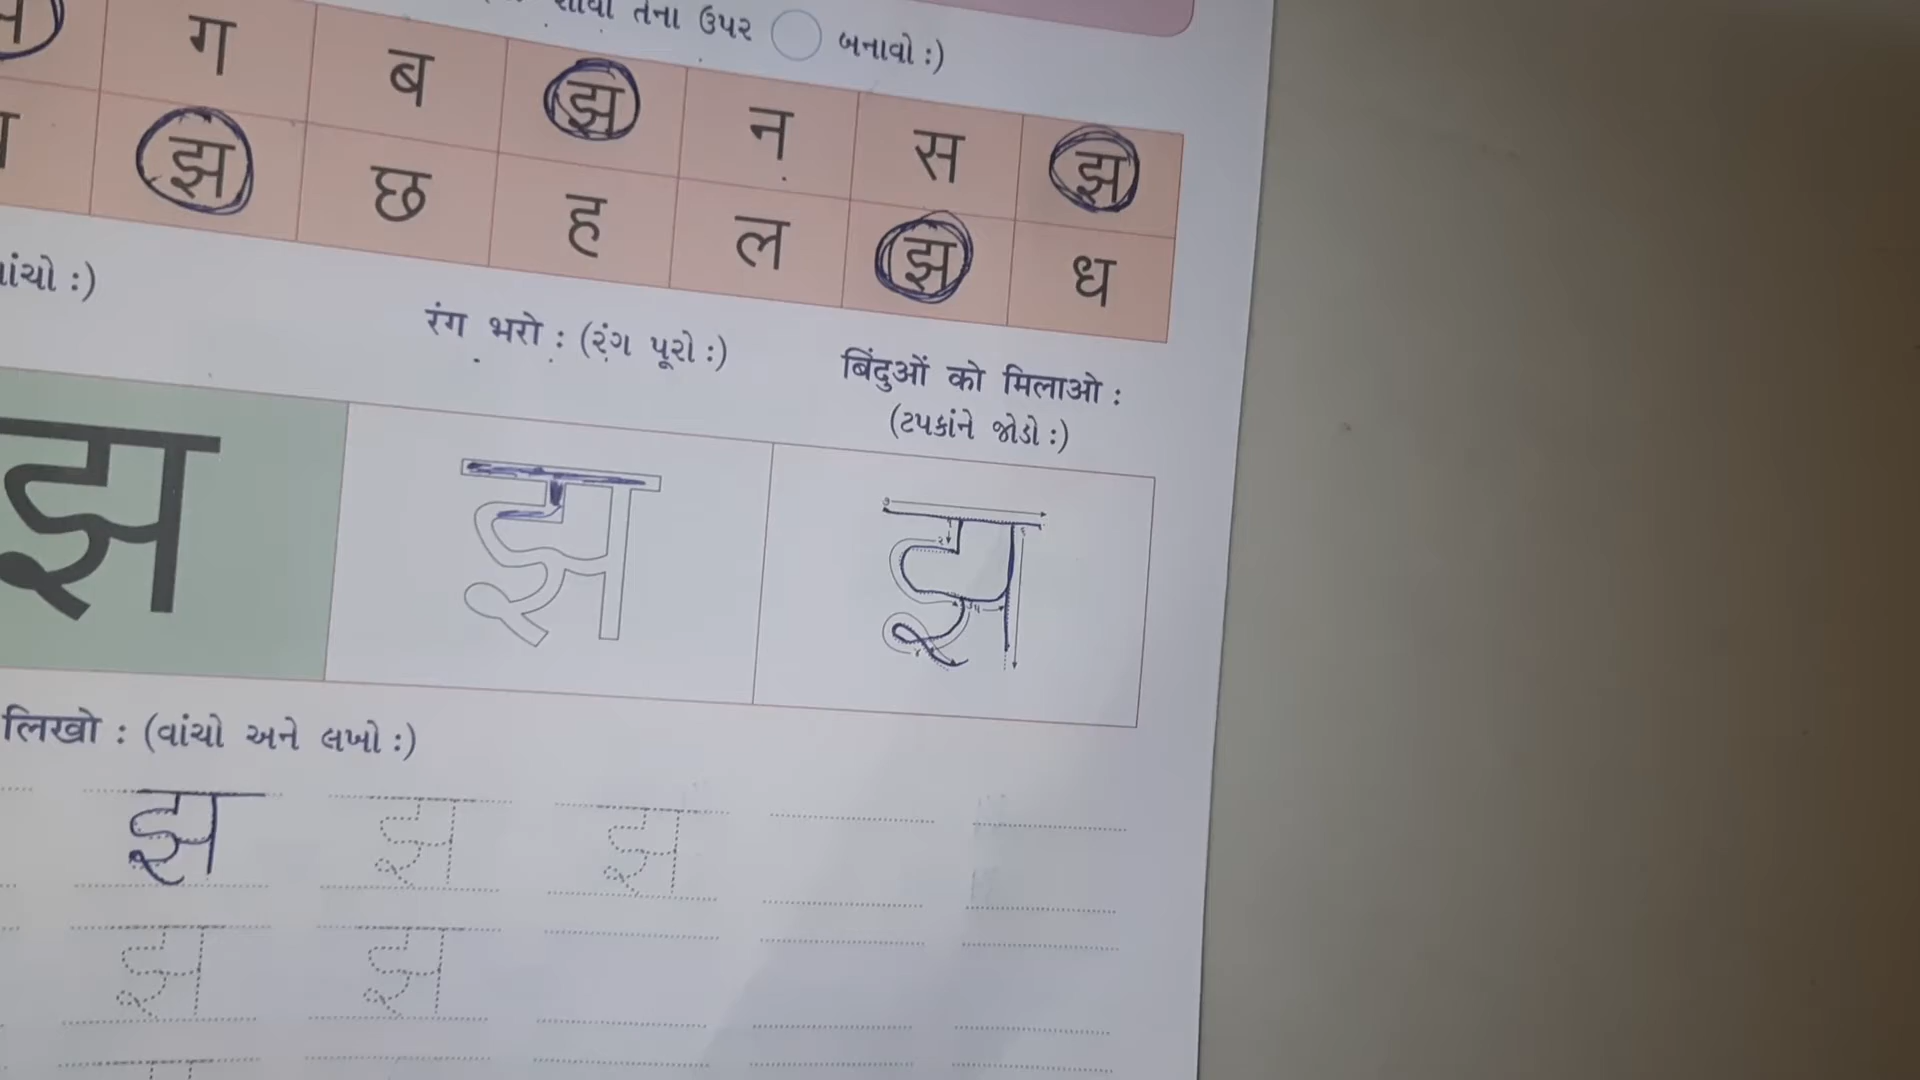 તેના ઉપર બનાવો :)
ग ब झ न स झ
झ छ ह ल झ ध
रंग भरो : (રંગ પૂરો :)
बिंदुओं को मिलाओ :
(ટપકાંને જોડો :)
झ झ झ
लिखो : (વાંચો અને લખો :)
झ झ झ
झ झ